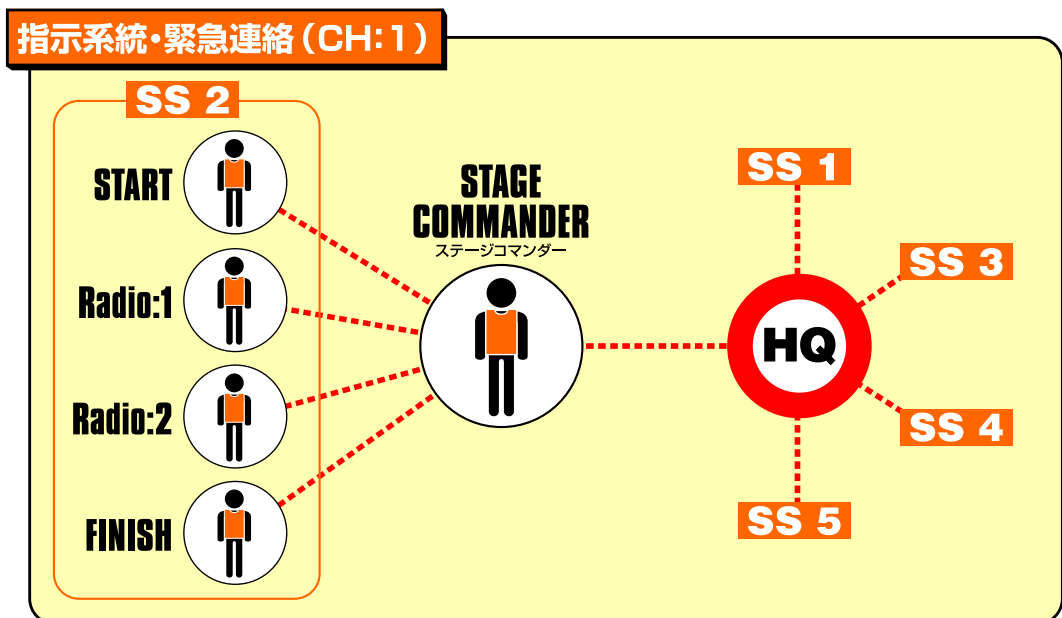 指示系統・緊急連絡（CH:1）
SS 2
START
Radio:1
Radio:2
FINISH
STAGE
COMMANDER
ステージコマンダー
HQ
SS 1
SS 3
SS 4
SS 5